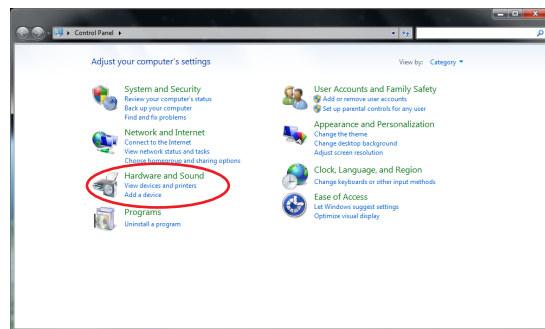 Control Panel
Adjust your computer's settings
View by: Category
System and Security
Review your computer's status
Back up your computer
Find and fix problems
Network and Internet
Connect to the Internet
View network status and tasks
Choose homegroup and sharing options
Hardware and Sound
View devices and printers
Add a device
Programs
Uninstall a program
User Accounts and Family Safety
Add or remove user accounts
Set up parental controls for any user
Appearance and Personalization
Change the theme
Change desktop background
Adjust screen resolution
Clock, Language, and Region
Change keyboards or other input methods
Ease of Access
Let Windows suggest settings
Optimize visual display